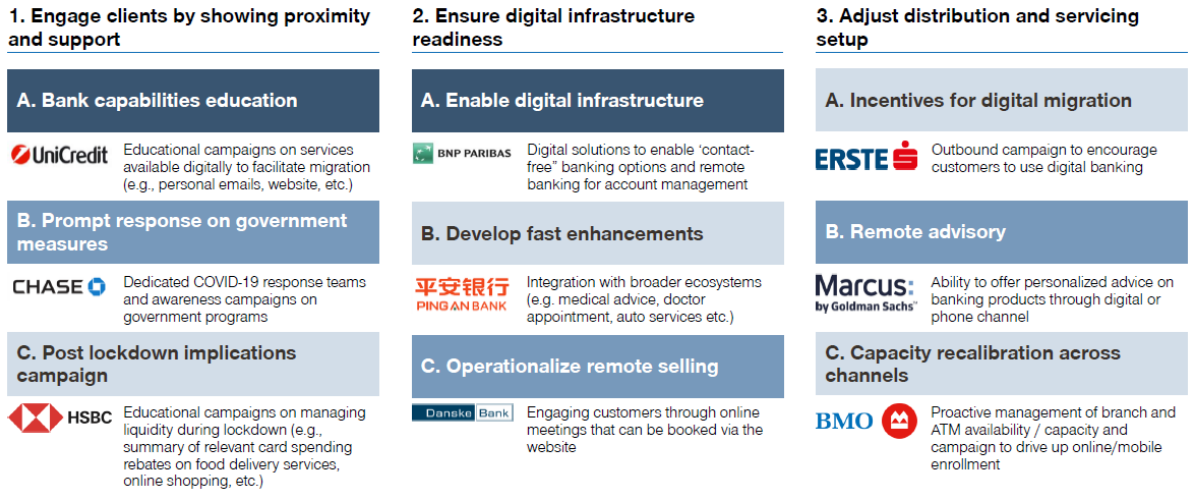 1. Engage clients by showing proximity
and support
A. Bank capabilities education
UniCredit
Educational campaigns on services
available digitally to facilitate migration
(e.g., personal emails, website, etc.)
B. Prompt response on government
measures
CHASE
Dedicated COVID-19 response teams
and awareness campaigns on
government programs
C. Post lockdown implications
campaign
HSBC
Educational campaigns on managing
liquidity during lockdown (e.g.,
summary of relevant card spending
rebates on food delivery services,
online shopping, etc.)
2. Ensure digital infrastructure
readiness
A. Enable digital infrastructure
BNP PARIBAS
Digital solutions to enable ‘contact-
free” banking options and remote
banking for account management
B. Develop fast enhancements
平安银行
PING AN BANK
Integration with broader ecosystems
(e.g. medical advice, doctor
appointment, auto services etc.)
C. Operationalize remote selling
Danske Bank
Engaging customers through online
meetings that can be booked via the
website
3. Adjust distribution and servicing
setup
A. Incentives for digital migration
ERSTE
Outbound campaign to encourage
customers to use digital banking
B. Remote advisory
Marcus:
by Goldman Sachs™
Ability to offer personalized advice on
banking products through digital or
phone channel
C. Capacity recalibration across
channels
BMO
Proactive management of branch and
ATM availability / capacity and
campaign to drive up online/mobile
enrollment